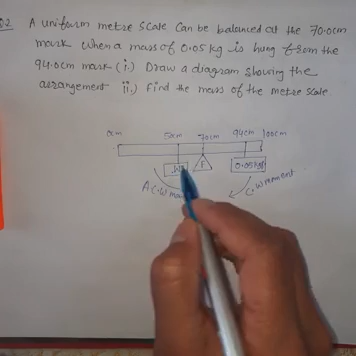 Q2 A uniform metre scale can be balanced at the 70.0cm
mark when a mass of 0.05kg is hung from the
94.0cm mark (i.) Draw a diagram showing the
arrangement (ii.) find the mass of the metre scale.
0cm 50cm 70cm 94cm 100cm
W F 0.05kgf
A.C.W C.W moment